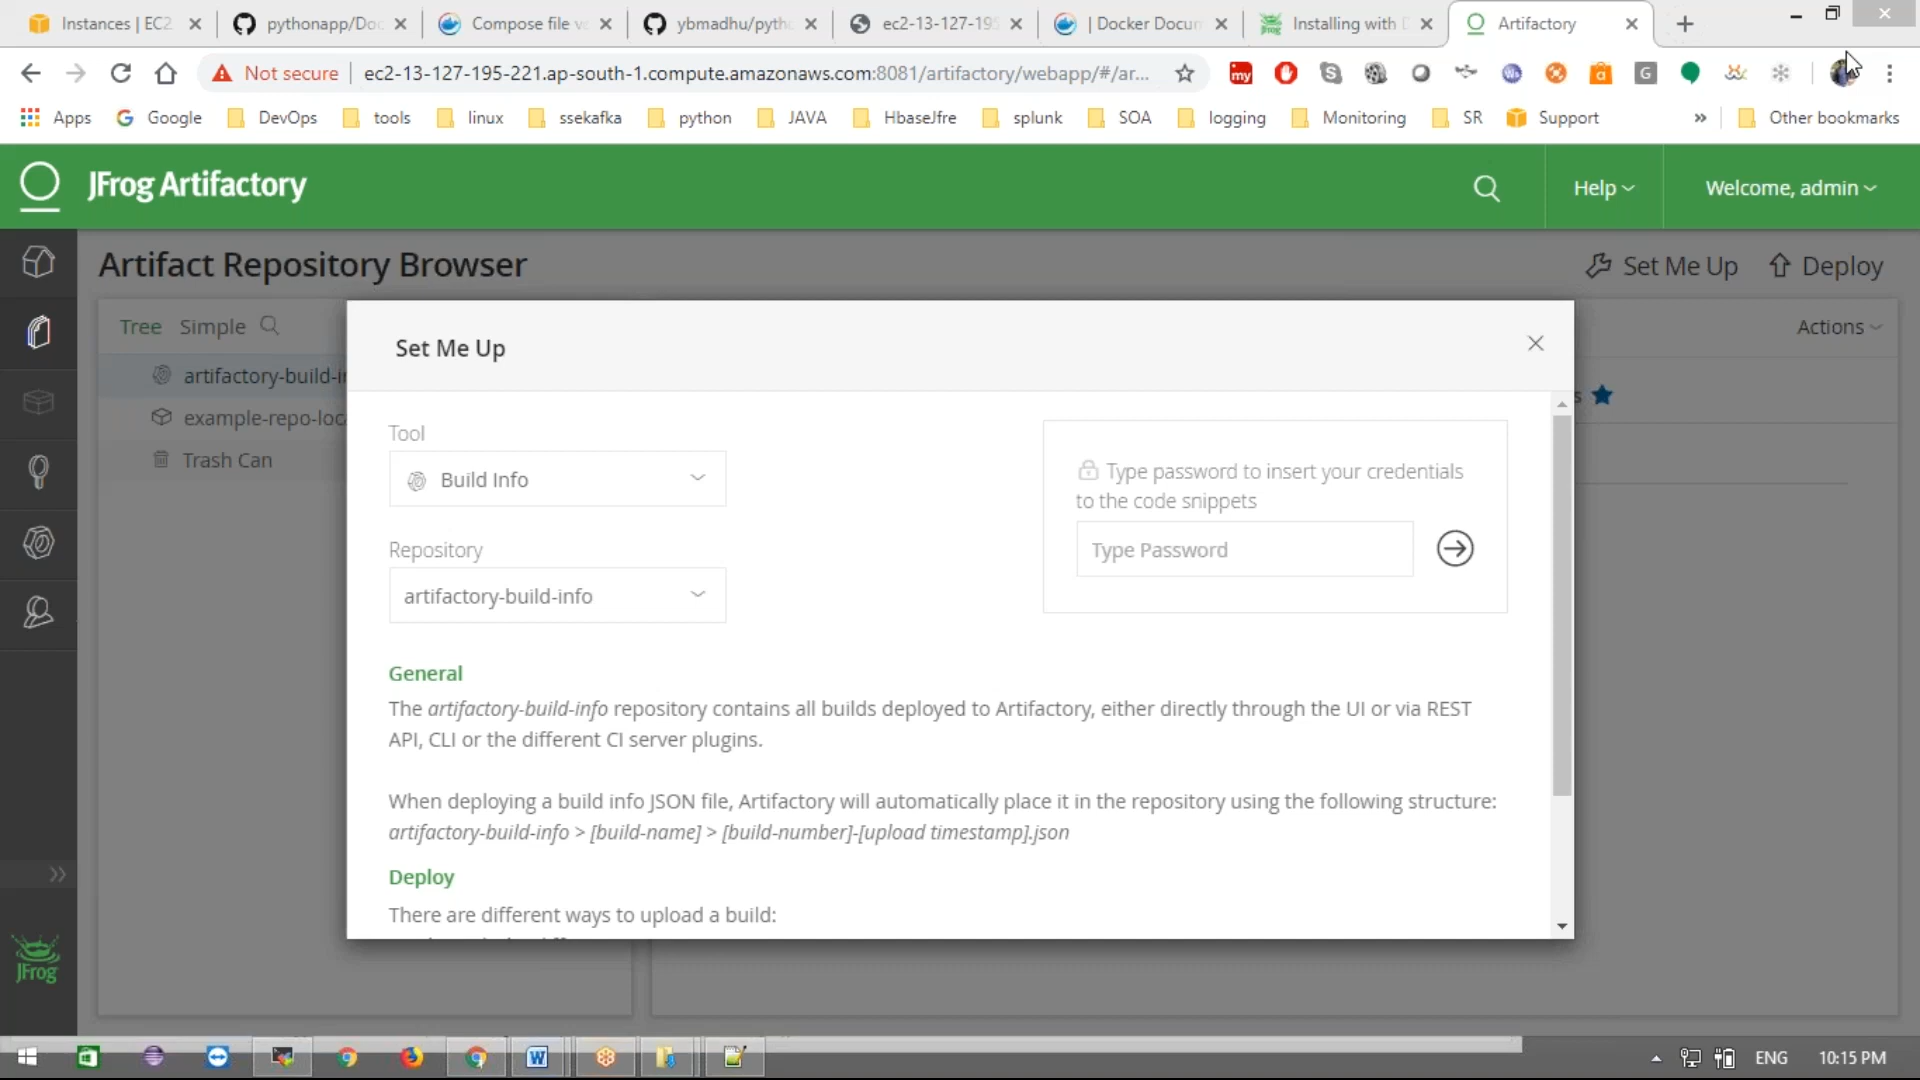 Instances | EC2
pythonapp/Doc
Compose file v
ybmadhu/pyth
ec2-13-127-195
| Docker Docum
Installing with D
Artifactory
Not secure
ec2-13-127-195-221.ap-south-1.compute.amazonaws.com:8081/artifactory/webapp/#/ar...
Apps
Google
DevOps
tools
linux
ssekafka
python
JAVA
HbaseJfre
splunk
SOA
logging
Monitoring
SR
Support
»
Other bookmarks
JFrog Artifactory
Help
Welcome, admin
Artifact Repository Browser
Set Me Up
Deploy
Tree Simple
Actions
artifactory-build-i
example-repo-loc
Trash Can
Set Me Up
Tool
Build Info
Type password to insert your credentials
to the code snippets
Type Password
Repository
artifactory-build-info
General
The artifactory-build-info repository contains all builds deployed to Artifactory, either directly through the UI or via REST
API, CLI or the different CI server plugins.
When deploying a build info JSON file, Artifactory will automatically place it in the repository using the following structure:
artifactory-build-info > [build-name] > [build-number]-[upload timestamp].json
Deploy
There are different ways to upload a build:
JFrog
ENG
10:15 PM